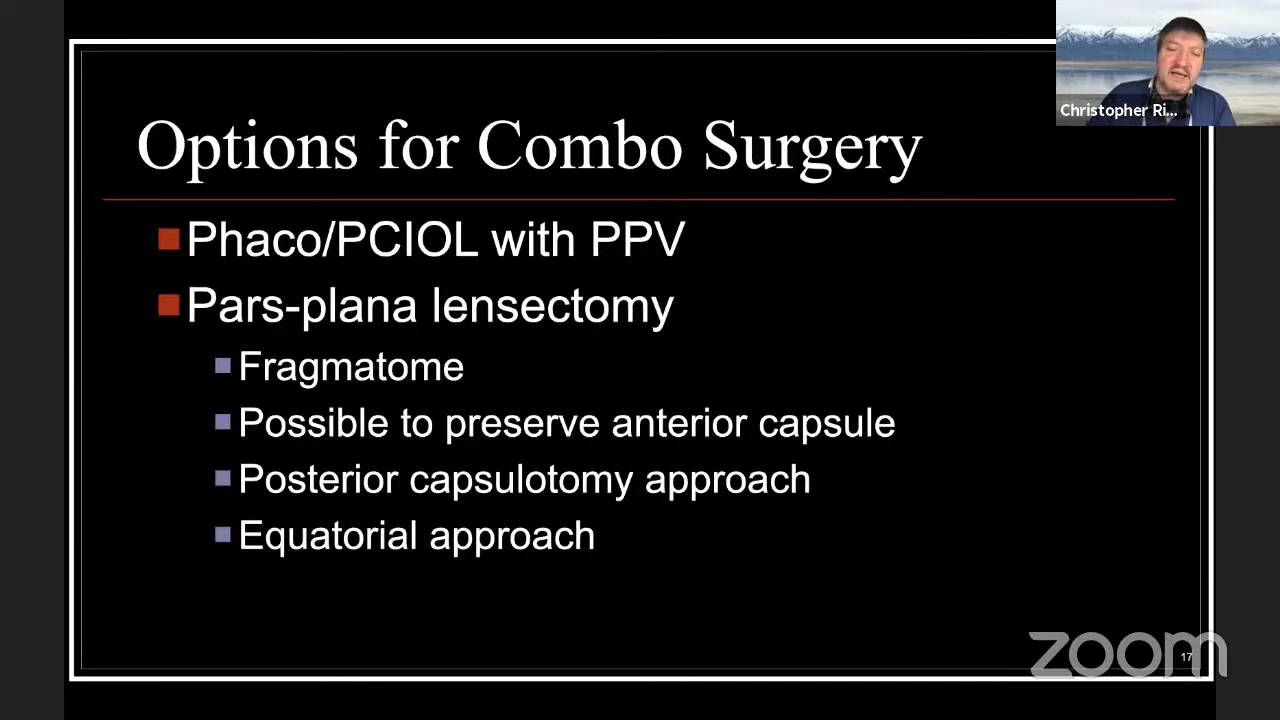 Christopher Ri...
Options for Combo Surgery
Phaco/PCIOL with PPV
Pars-plana lensectomy
Fragmatome
Possible to preserve anterior capsule
Posterior capsulotomy approach
Equatorial approach
zoom
17